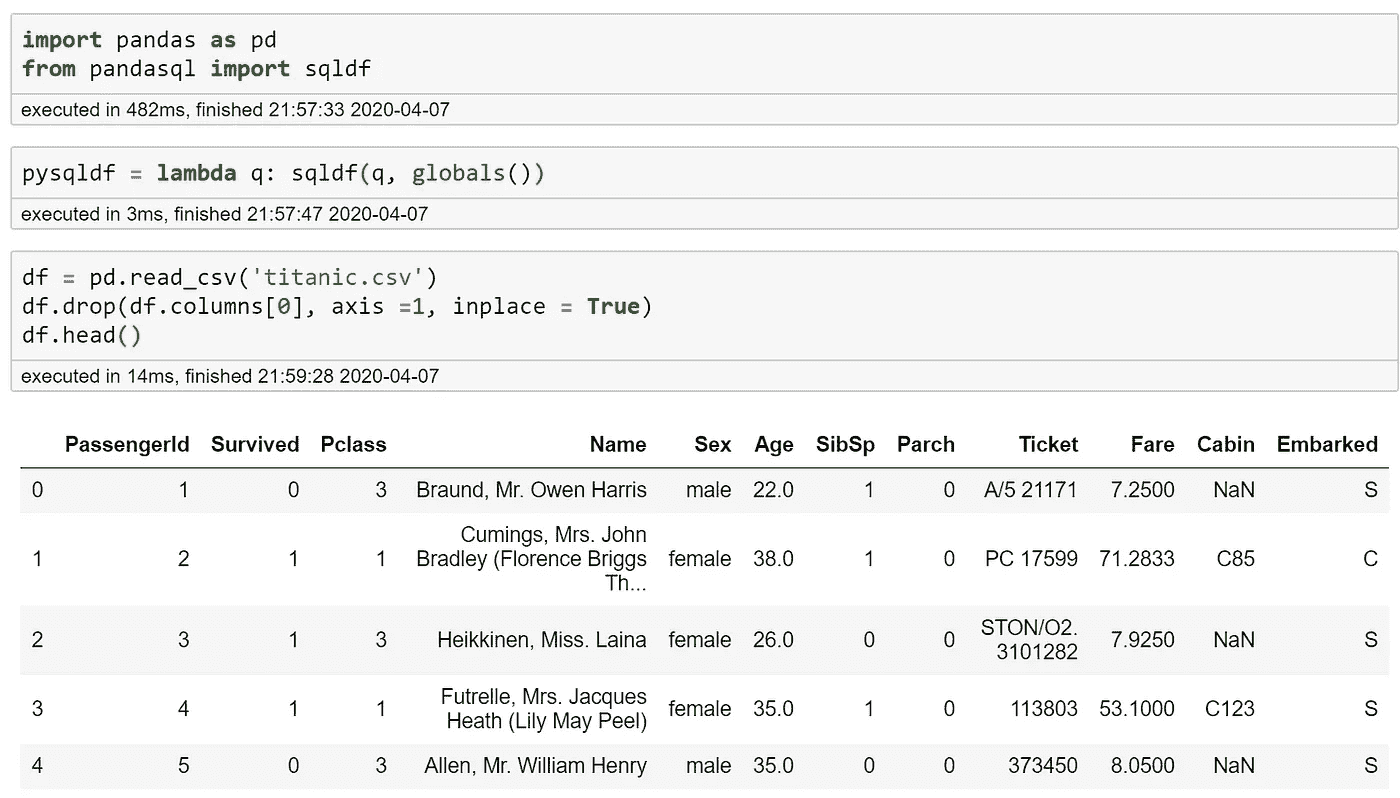 import pandas as pd
from pandasql import sqldf
executed in 482ms, finished 21:57:33 2020-04-07
pysqldf = lambda q: sqldf(q, globals())
executed in 3ms, finished 21:57:47 2020-04-07
df = pd.read_csv('titanic.csv')
df.drop(df.columns[0], axis =1, inplace = True)
df.head()
executed in 14ms, finished 21:59:28 2020-04-07
PassengerId Survived Pclass Name Sex Age SibSp Parch Ticket Fare Cabin Embarked
0 1 0 3 Braund, Mr. Owen Harris male 22.0 1 0 A/5 21171 7.2500 NaN S
Cumings, Mrs. John
1 2 1 1 Bradley (Florence Briggs female 38.0 1 0 PC 17599 71.2833 C85 C
Th...
2 3 1 3 Heikkinen, Miss. Laina female 26.0 0 0 STON/O2. 7.9250 NaN S
3101282
3 4 1 1 Futrelle, Mrs. Jacques female 35.0 1 0 113803 53.1000 C123 S
Heath (Lily May Peel)
4 5 0 3 Allen, Mr. William Henry male 35.0 0 0 373450 8.0500 NaN S